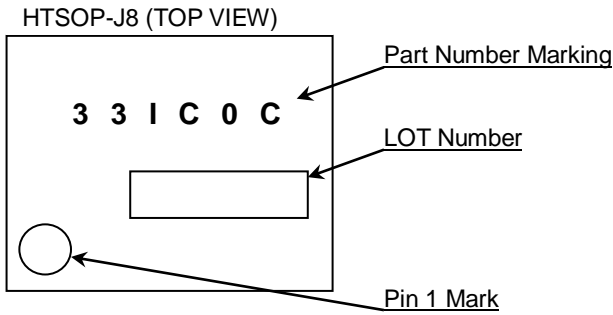 HTSOP-J8 (TOP VIEW)
Part Number Marking
3 3 I C 0 C
LOT Number
Pin 1 Mark